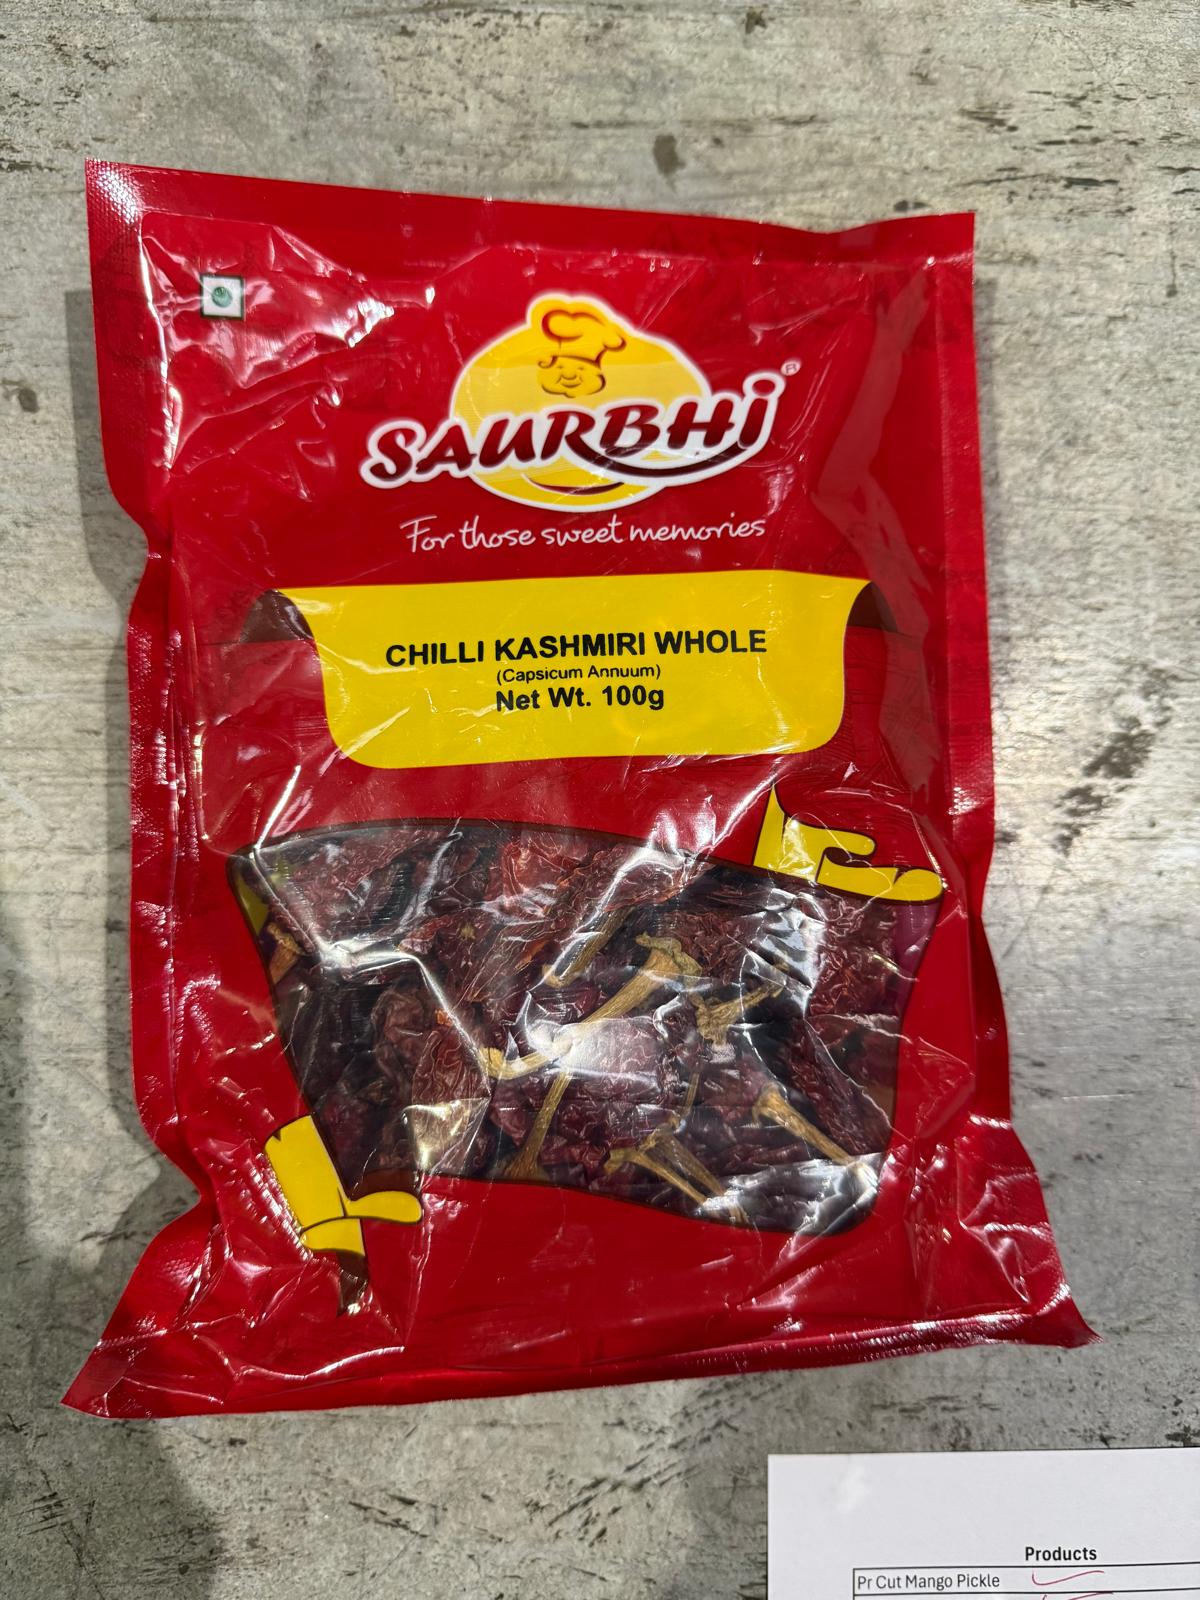 SAURBHi®
For those sweet memories
CHILLI KASHMIRI WHOLE
(Capsicum Annuum)
Net Wt. 100g
Products
Pr Cut Mango Pickle